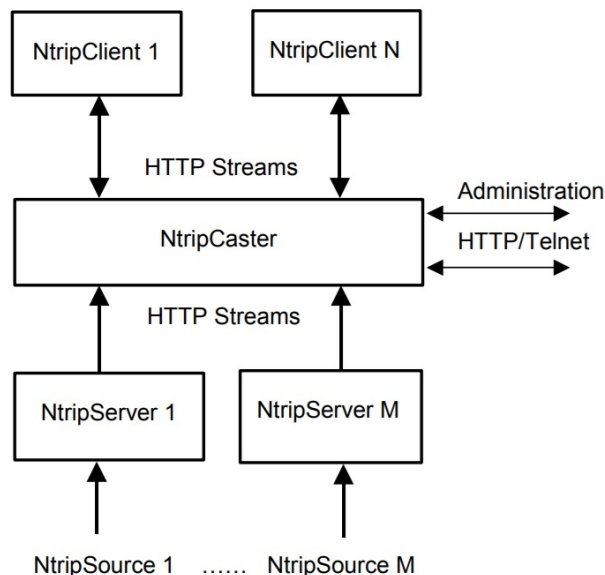 NtripClient 1
NtripClient N
HTTP Streams
Administration
NtripCaster
HTTP/Telnet
HTTP Streams
NtripServer 1
NtripServer M
NtripSource 1 …… NtripSource M